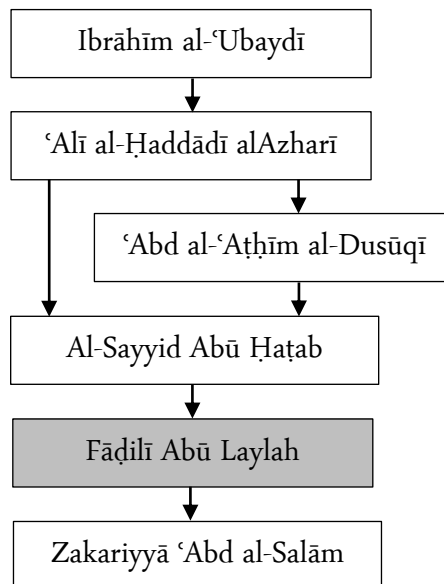 Ibrāhīm al-ʿUbaydī
ʿAlī al-Ḥaddādī alAzharī
ʿAbd al-ʿAṭḥīm al-Dusūqī
Al-Sayyid Abū Ḥaṭab
Fāḍilī Abū Laylah
Zakariyyā ʿAbd al-Salām